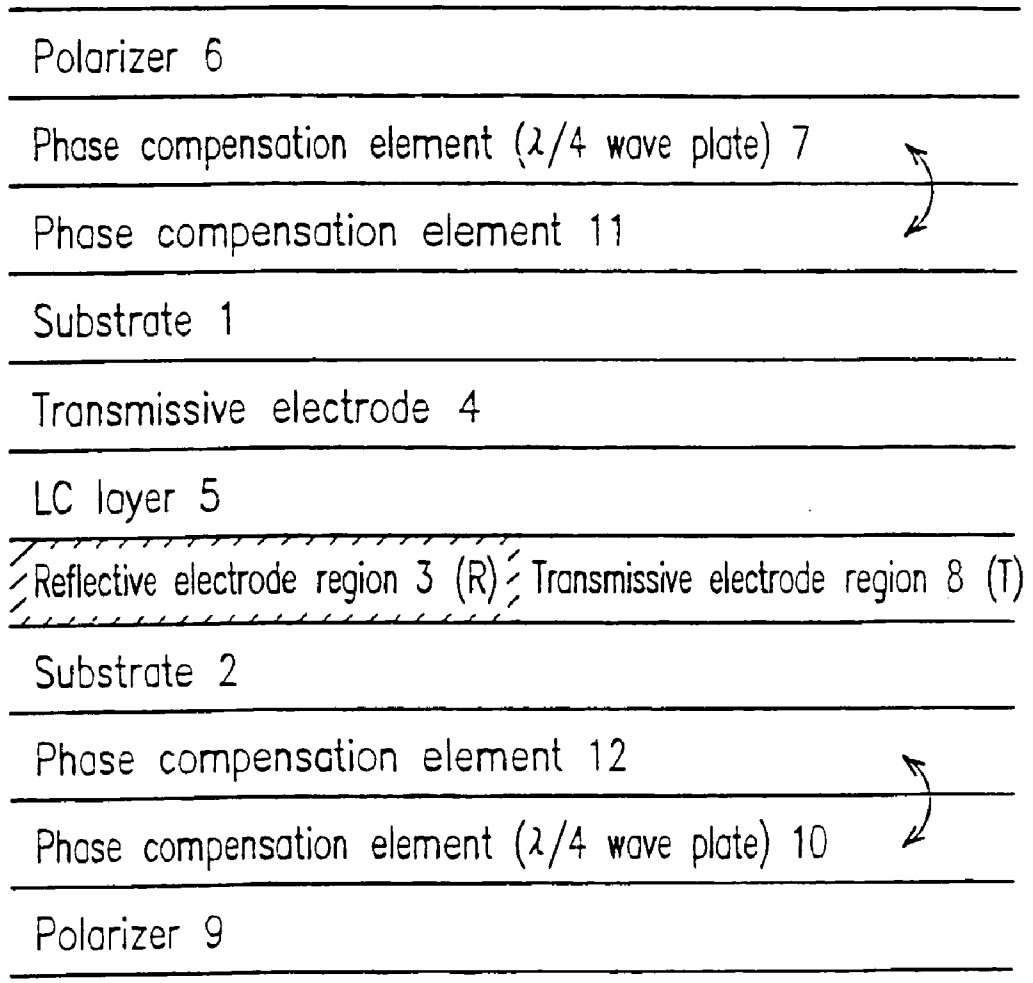 Polarizer 6
Phase compensation element (λ/4 wave plate) 7
Phase compensation element 11
Substrate 1
Transmissive electrode 4
LC layer 5
Reflective electrode region 3 (R) Transmissive electrode region 8 (T)
Substrate 2
Phase compensation element 12
Phase compensation element (λ/4 wave plate) 10
Polarizer 9